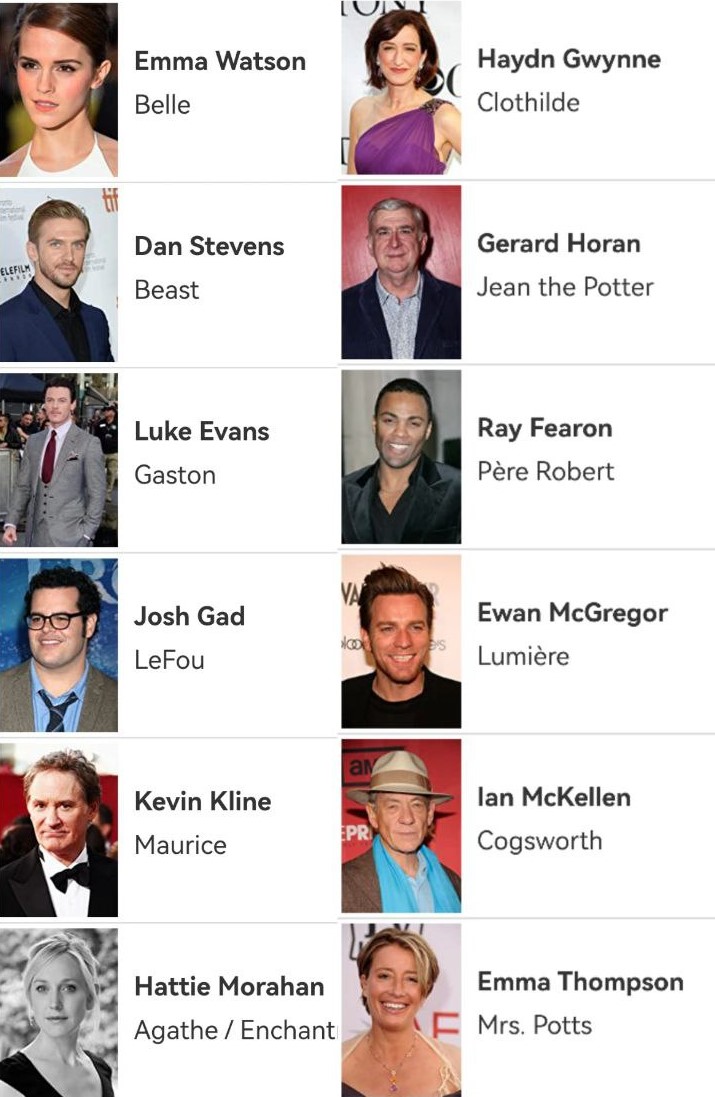 Emma Watson
Belle
Dan Stevens
Beast
Luke Evans
Gaston
Josh Gad
LeFou
Kevin Kline
Maurice
Hattie Morahan
Agathe / Enchant
TONY
Haydn Gwynne
Clothilde
Gerard Horan
Jean the Potter
Ray Fearon
Père Robert
Ewan McGregor
Lumière
Ian McKellen
Cogsworth
Emma Thompson
Mrs. Potts